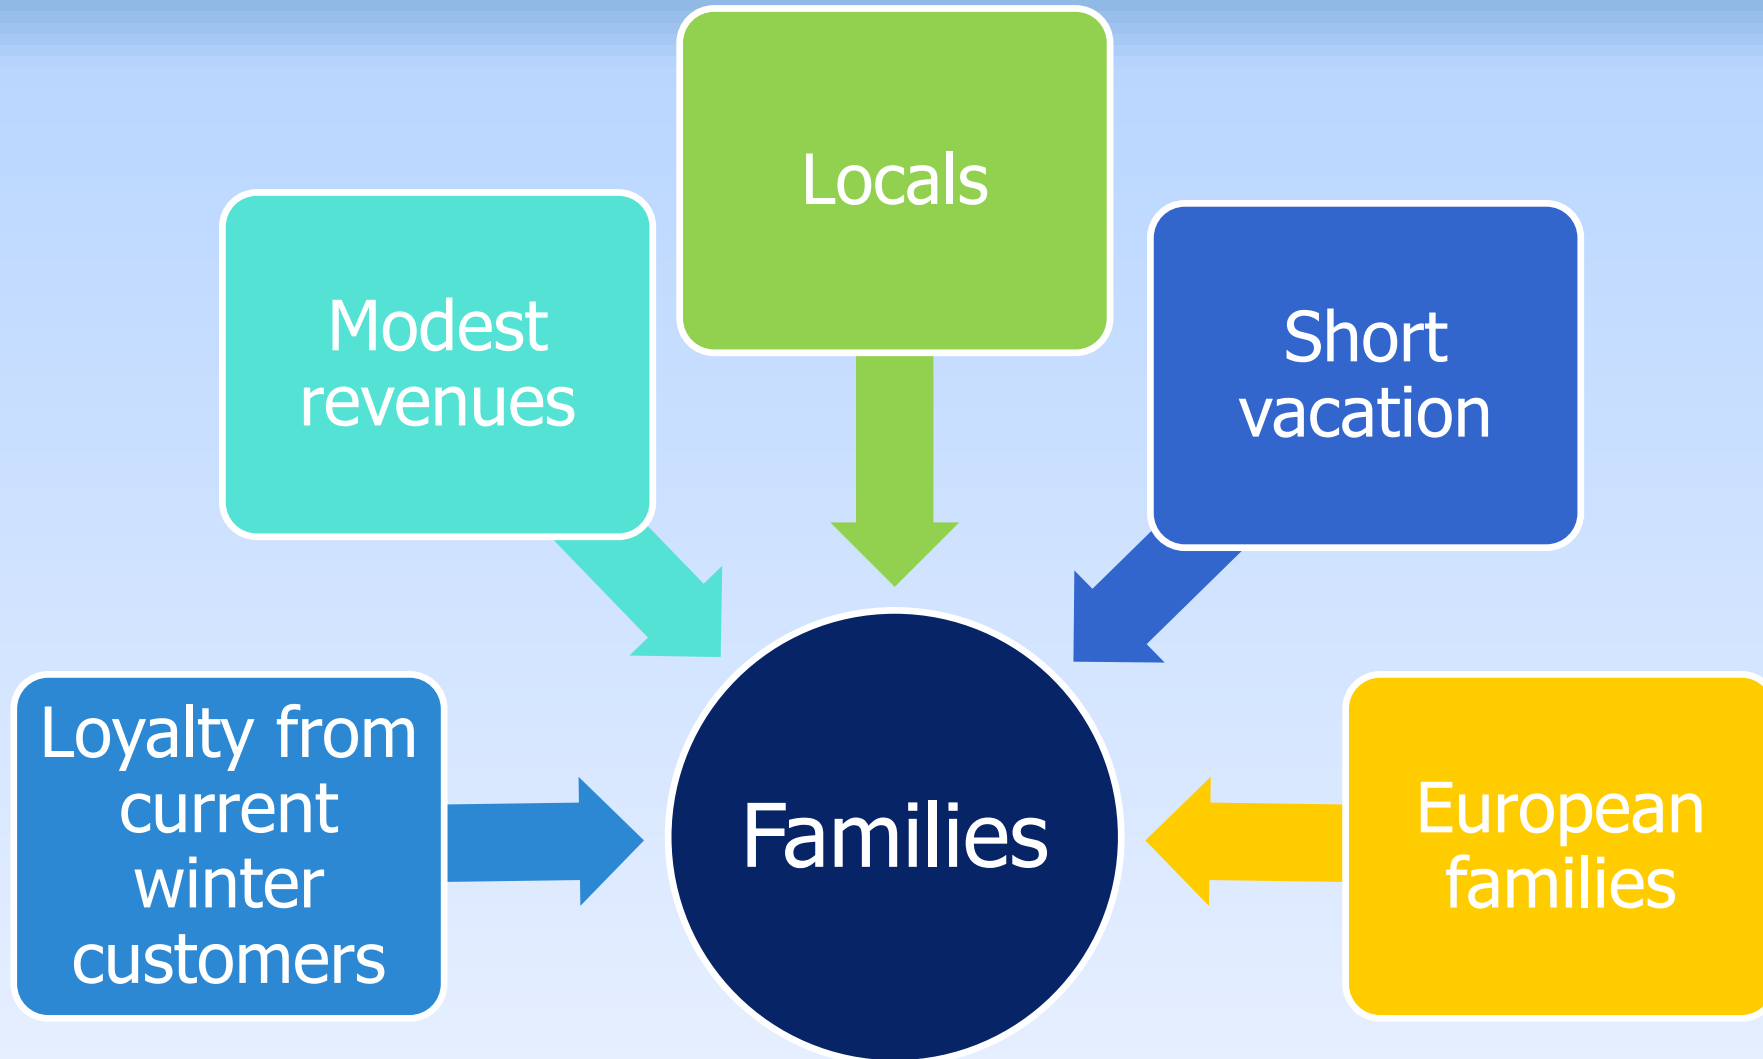 Locals
Modest
revenues
Short
vacation
Loyalty from
current
winter
customers
Families
European
families